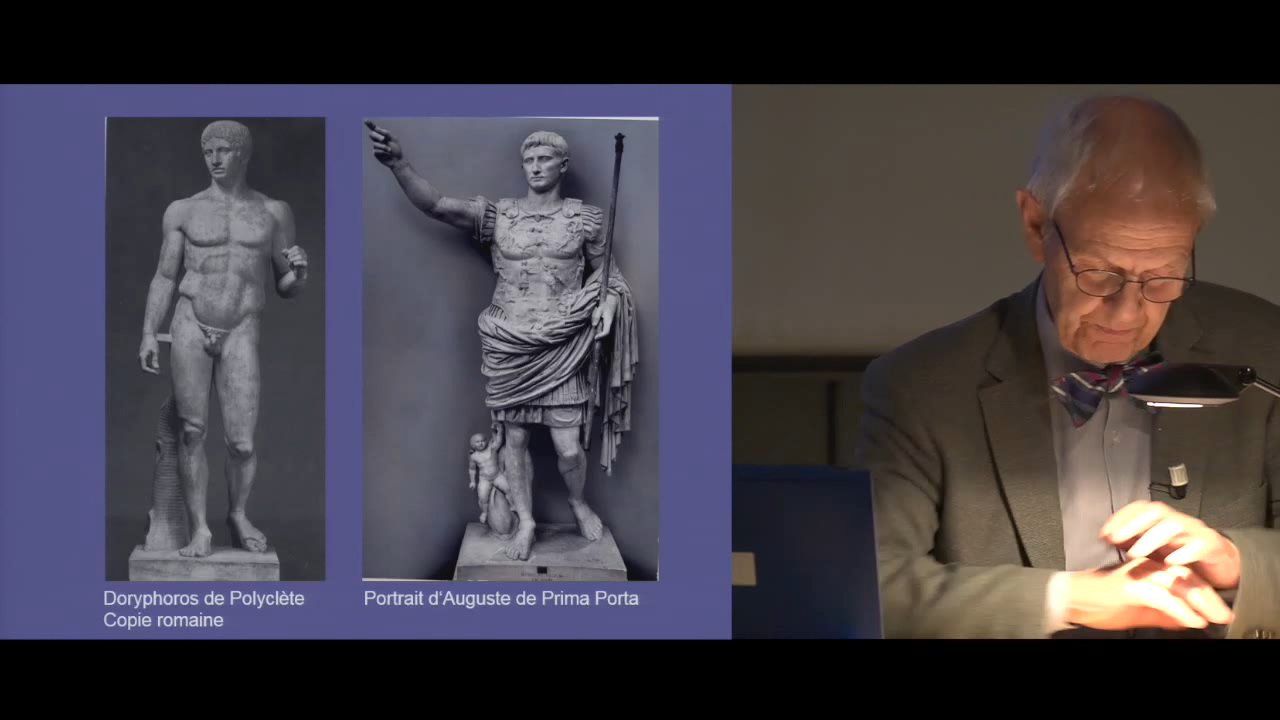 Doryphoros de Polyclète
Copie romaine
Portrait d‘Auguste de Prima Porta